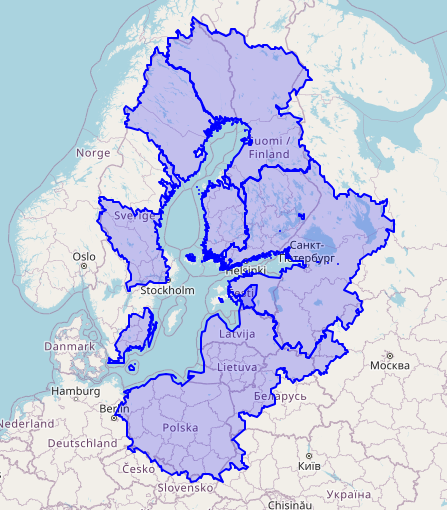 Norge
Suomi /
Finland
Sverige
Oslo
Санкт-
Петербург
Helsinki
Stockholm
Eesti
Latvija
Danmark
Lietuva
Москва
Hamburg
Беларусь
Berlin
Nederland
Polska
Deutschland
Česko
Київ
Slovensko
Україна
Chișinău